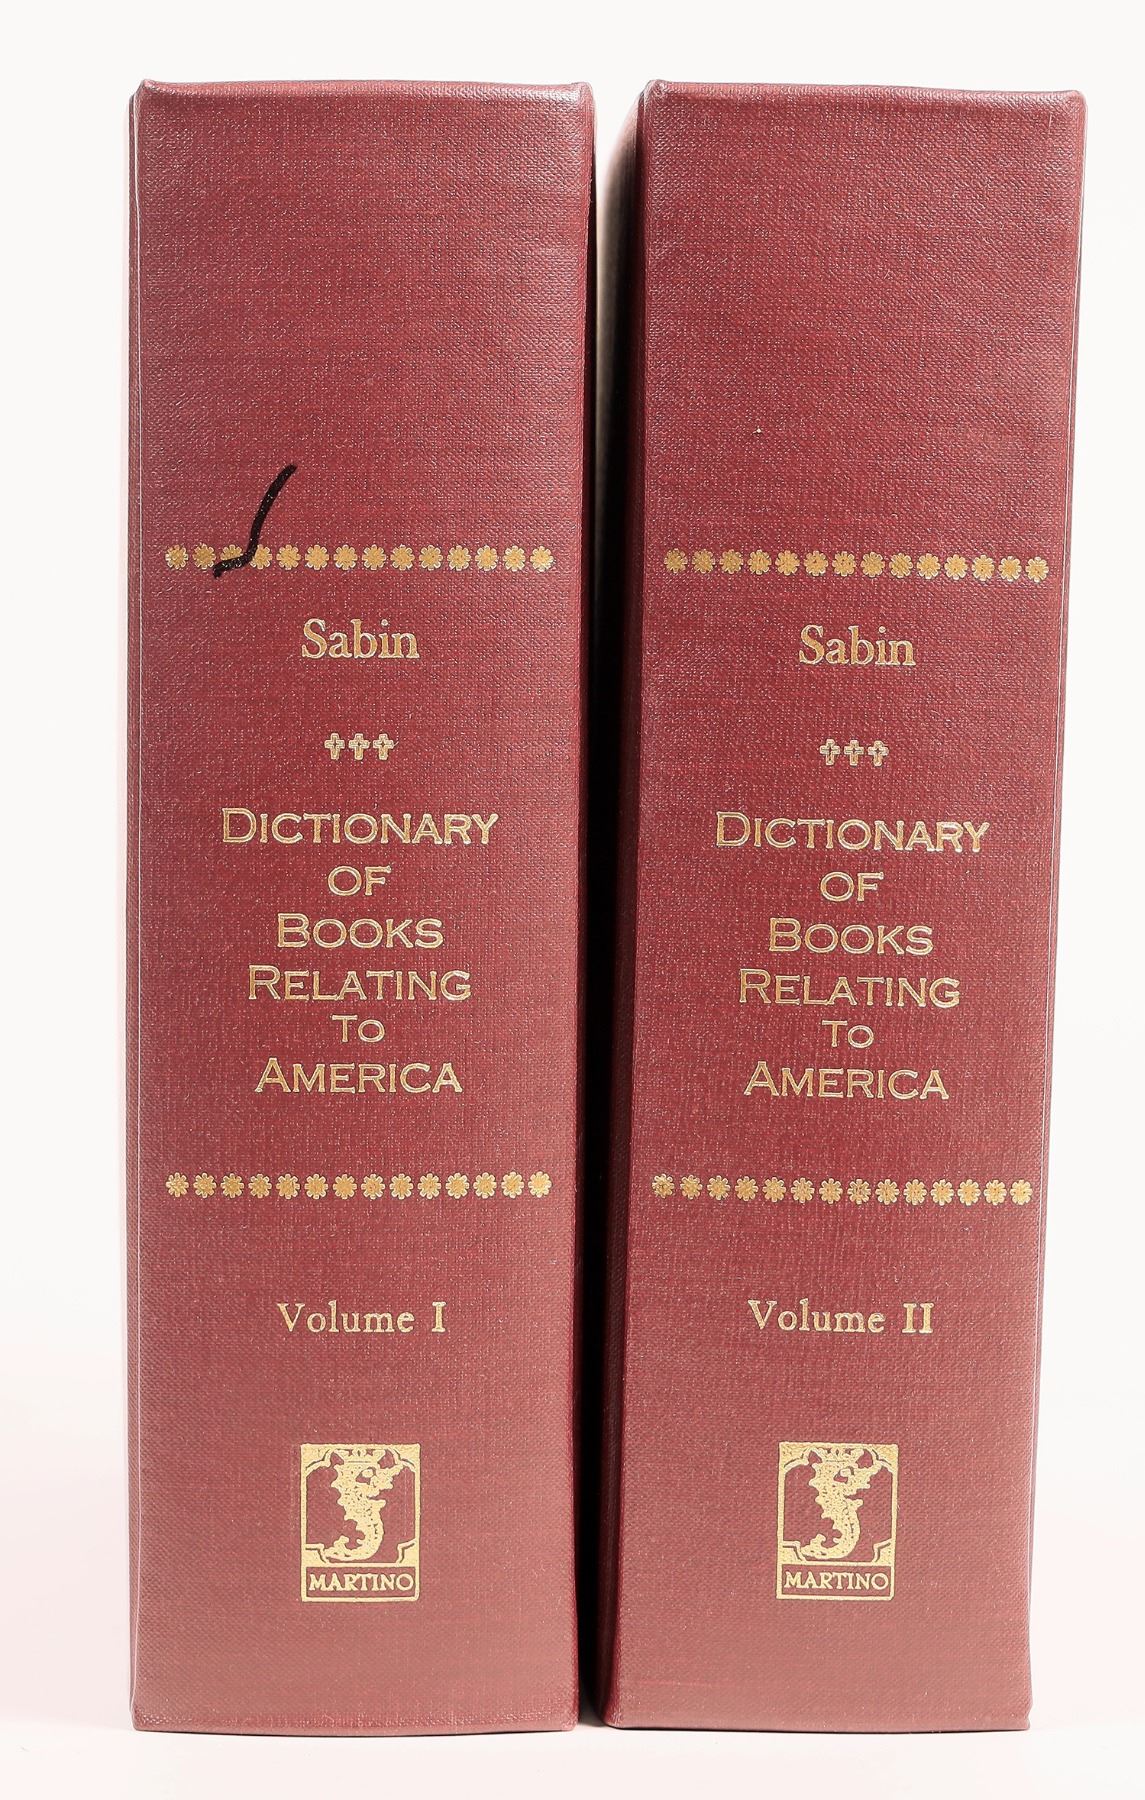 Sabin
DICTIONARY
OF
BOOKS
RELATING
TO
AMERICA
Volume I
MARTINO
Sabin
DICTIONARY
OF
BOOKS
RELATING
TO
AMERICA
Volume II
MARTINO